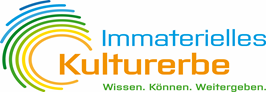 Immaterielles
Kulturerbe
Wissen. Können. Weitergeben.